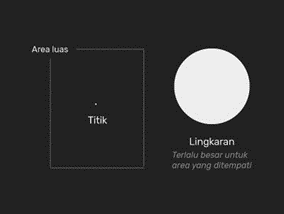 Area luas
Titik
Lingkaran
Terlalu besar untuk
area yang ditempati